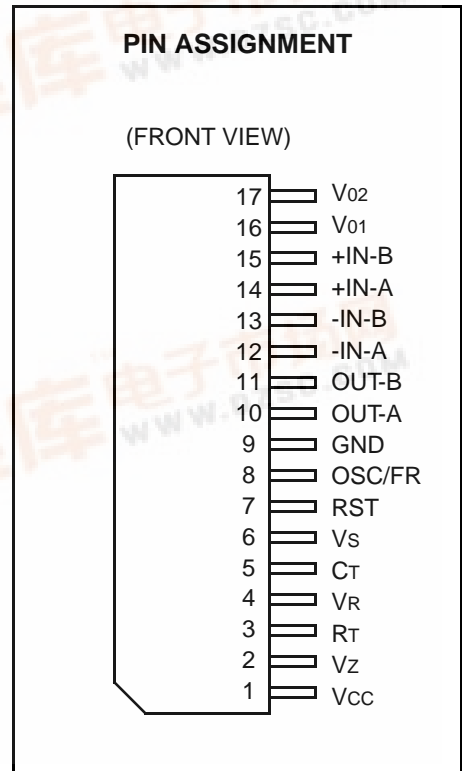 PIN ASSIGNMENT
(FRONT VIEW)
17 V02
16 V01
15 +IN-B
14 +IN-A
13 -IN-B
12 -IN-A
11 OUT-B
10 OUT-A
9 GND
8 OSC/FR
7 RST
6 VS
5 CT
4 VR
3 RT
2 VZ
1 VCC